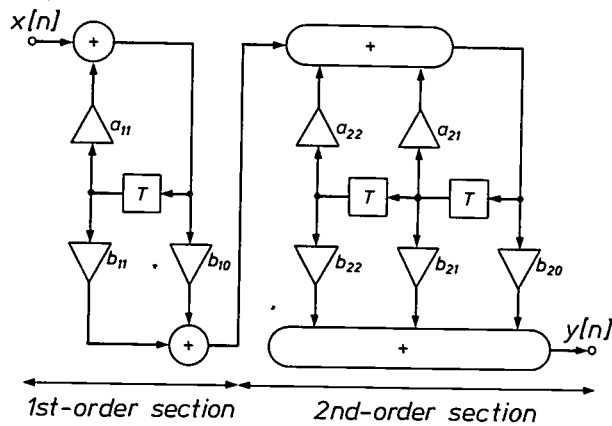 x[n]
+
+
a₁₁
a₂₂
a₂₁
T
T
T
b₁₁
b₁₀
b₂₂
b₂₁
b₂₀
+
+
y[n]
1st-order section
2nd-order section